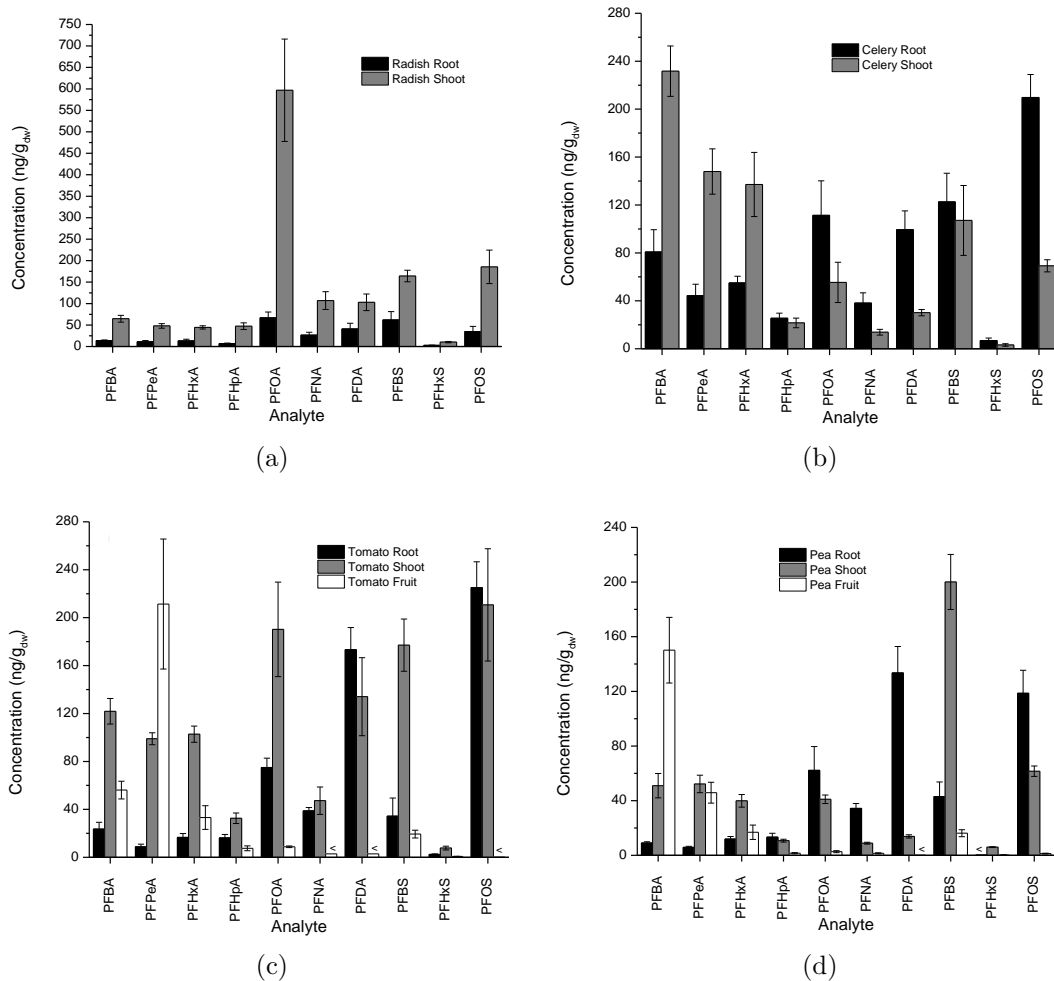 750
700
650
600
550
500
450
400
350
300
250
200
150
100
50
0
Concentration (ng/g_dw)
Radish Root
Radish Shoot
PFBA
PFPeA
PFHxA
PFHpA
PFOA
PFNA
PFDA
PFBS
PFHxS
PFOS
Analyte
(a)
280
240
200
160
120
80
40
0
Concentration (ng/g_dw)
Celery Root
Celery Shoot
PFBA
PFPeA
PFHxA
PFHpA
PFOA
PFNA
PFDA
PFBS
PFHxS
PFOS
Analyte
(b)
280
240
200
160
120
80
40
0
Concentration (ng/g_dw)
Tomato Root
Tomato Shoot
Tomato Fruit
< < <
PFBA
PFPeA
PFHxA
PFHpA
PFOA
PFNA
PFDA
PFBS
PFHxS
PFOS
Analyte
(c)
240
200
160
120
80
40
0
Concentration (ng/g_dw)
Pea Root
Pea Shoot
Pea Fruit
< <
PFBA
PFPeA
PFHxA
PFHpA
PFOA
PFNA
PFDA
PFBS
PFHxS
PFOS
Analyte
(d)